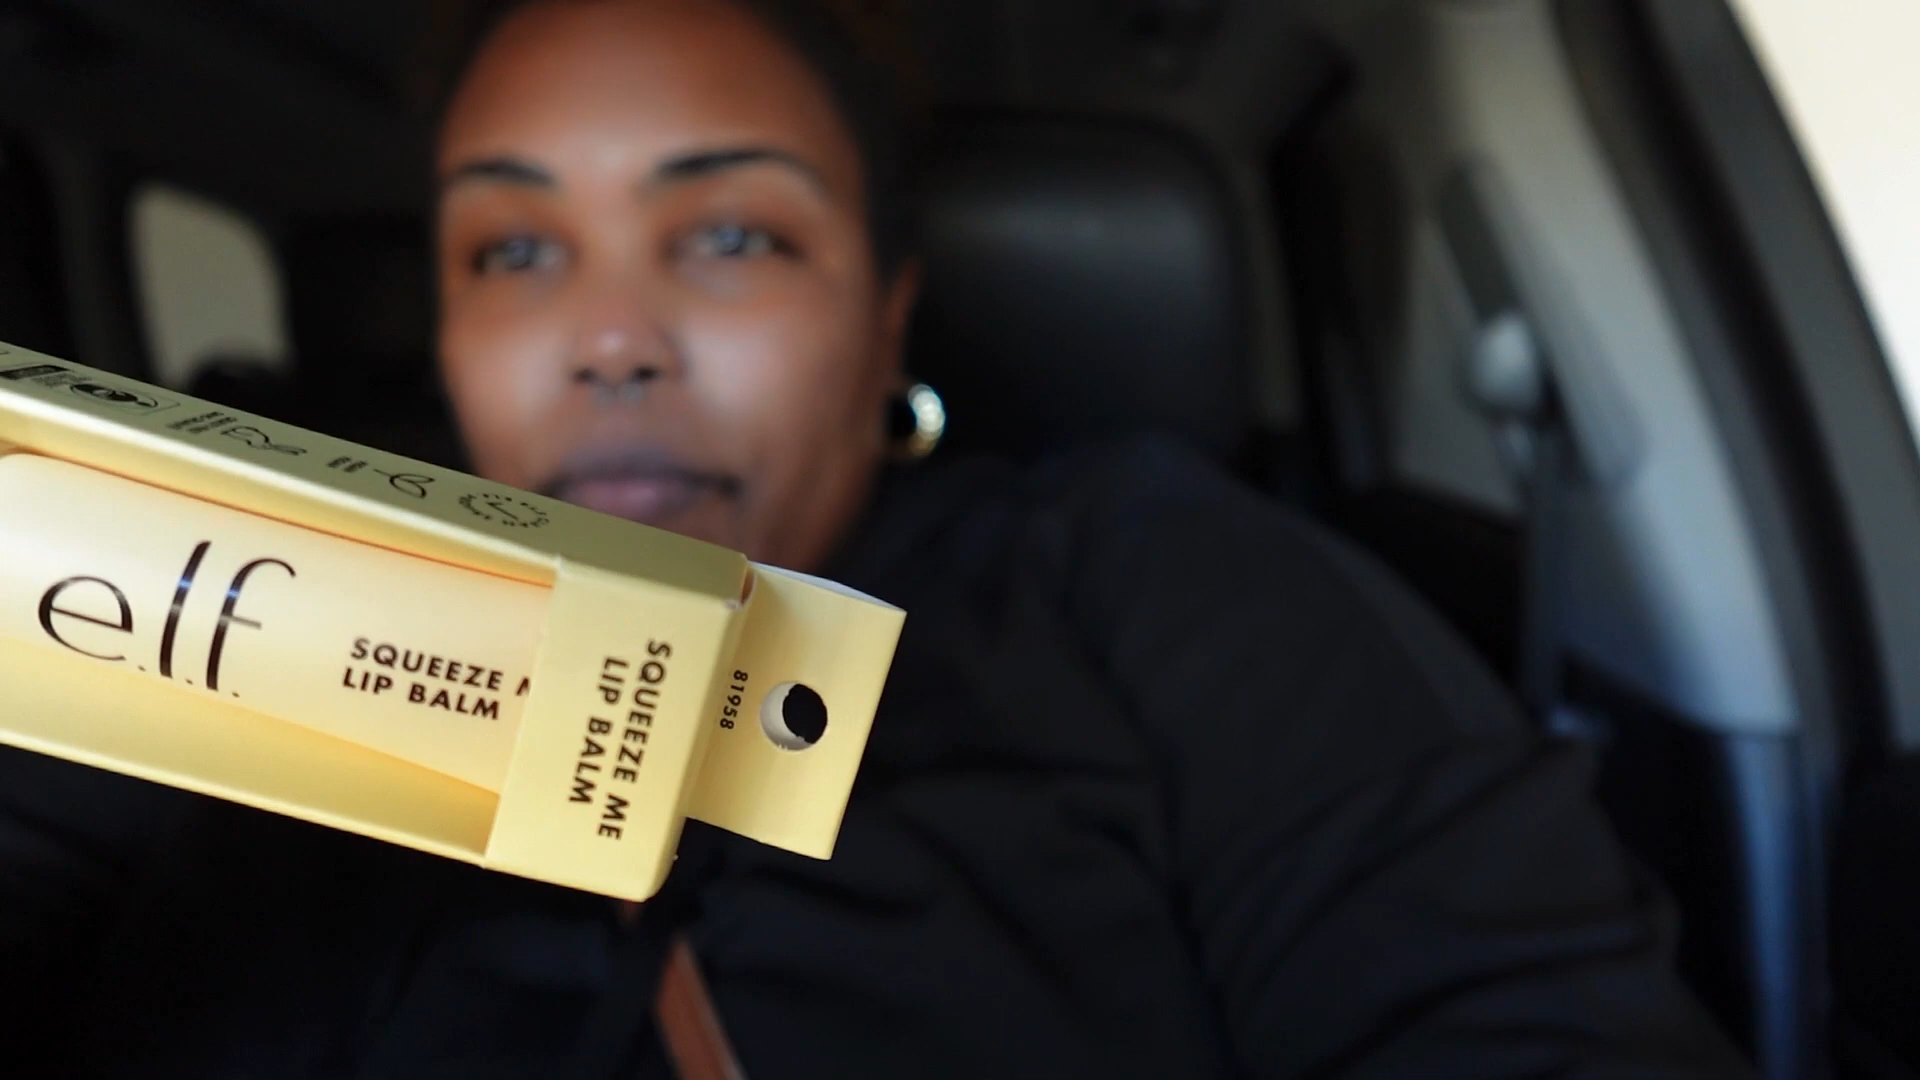 e.l.f.
SQUEEZE
LIP BALM
SQUEEZE ME
LIP BALM
81958